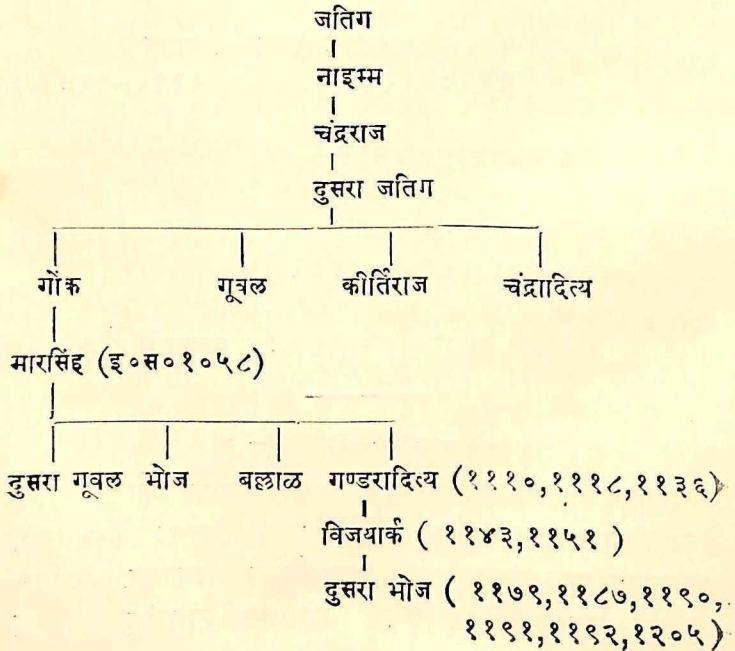 जतिग
नाइम्म
चंद्रराज
दुसरा जतिग
गोंक गूवल कीर्तिराज चंद्राादित्य
मारसिंह (इ०स०१०५८)
दुसरा गूवल भोज बल्लाळ गण्डरादित्य (१११०,१११८,११३६)
विजयार्क ( ११४३,११५१ )
दुसरा भोज ( ११७९,११८७,११९०,
११९१,११९२,१२०५)